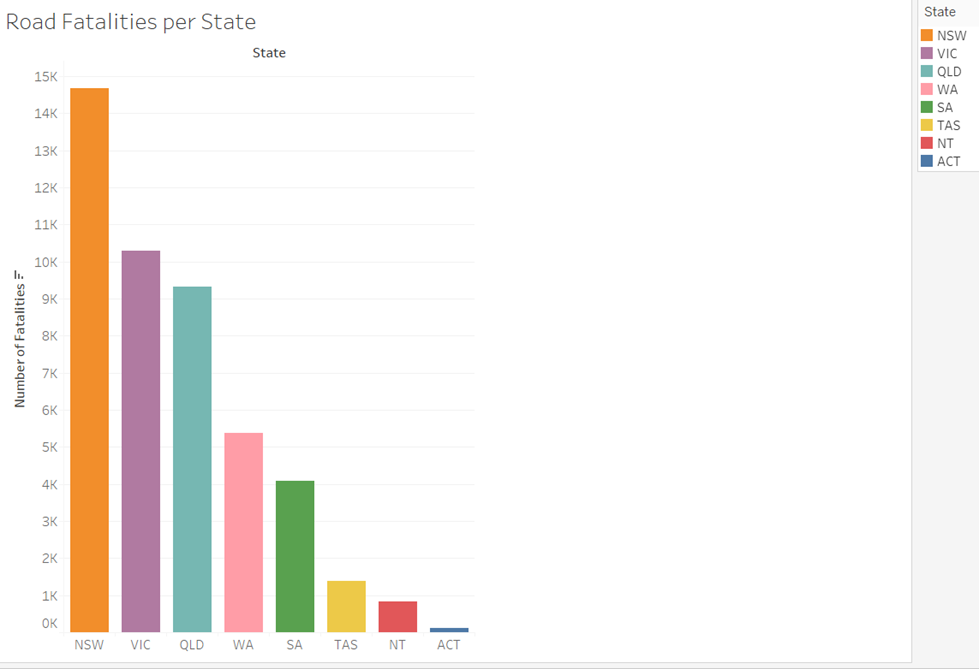 Road Fatalities per State
State
15K
14K
13K
12K
11K
10K
9K
8K
7K
6K
5K
4K
3K
2K
1K
0K
Number of Fatalities
NSW VIC QLD WA SA TAS NT ACT
State
NSW
VIC
QLD
WA
SA
TAS
NT
ACT